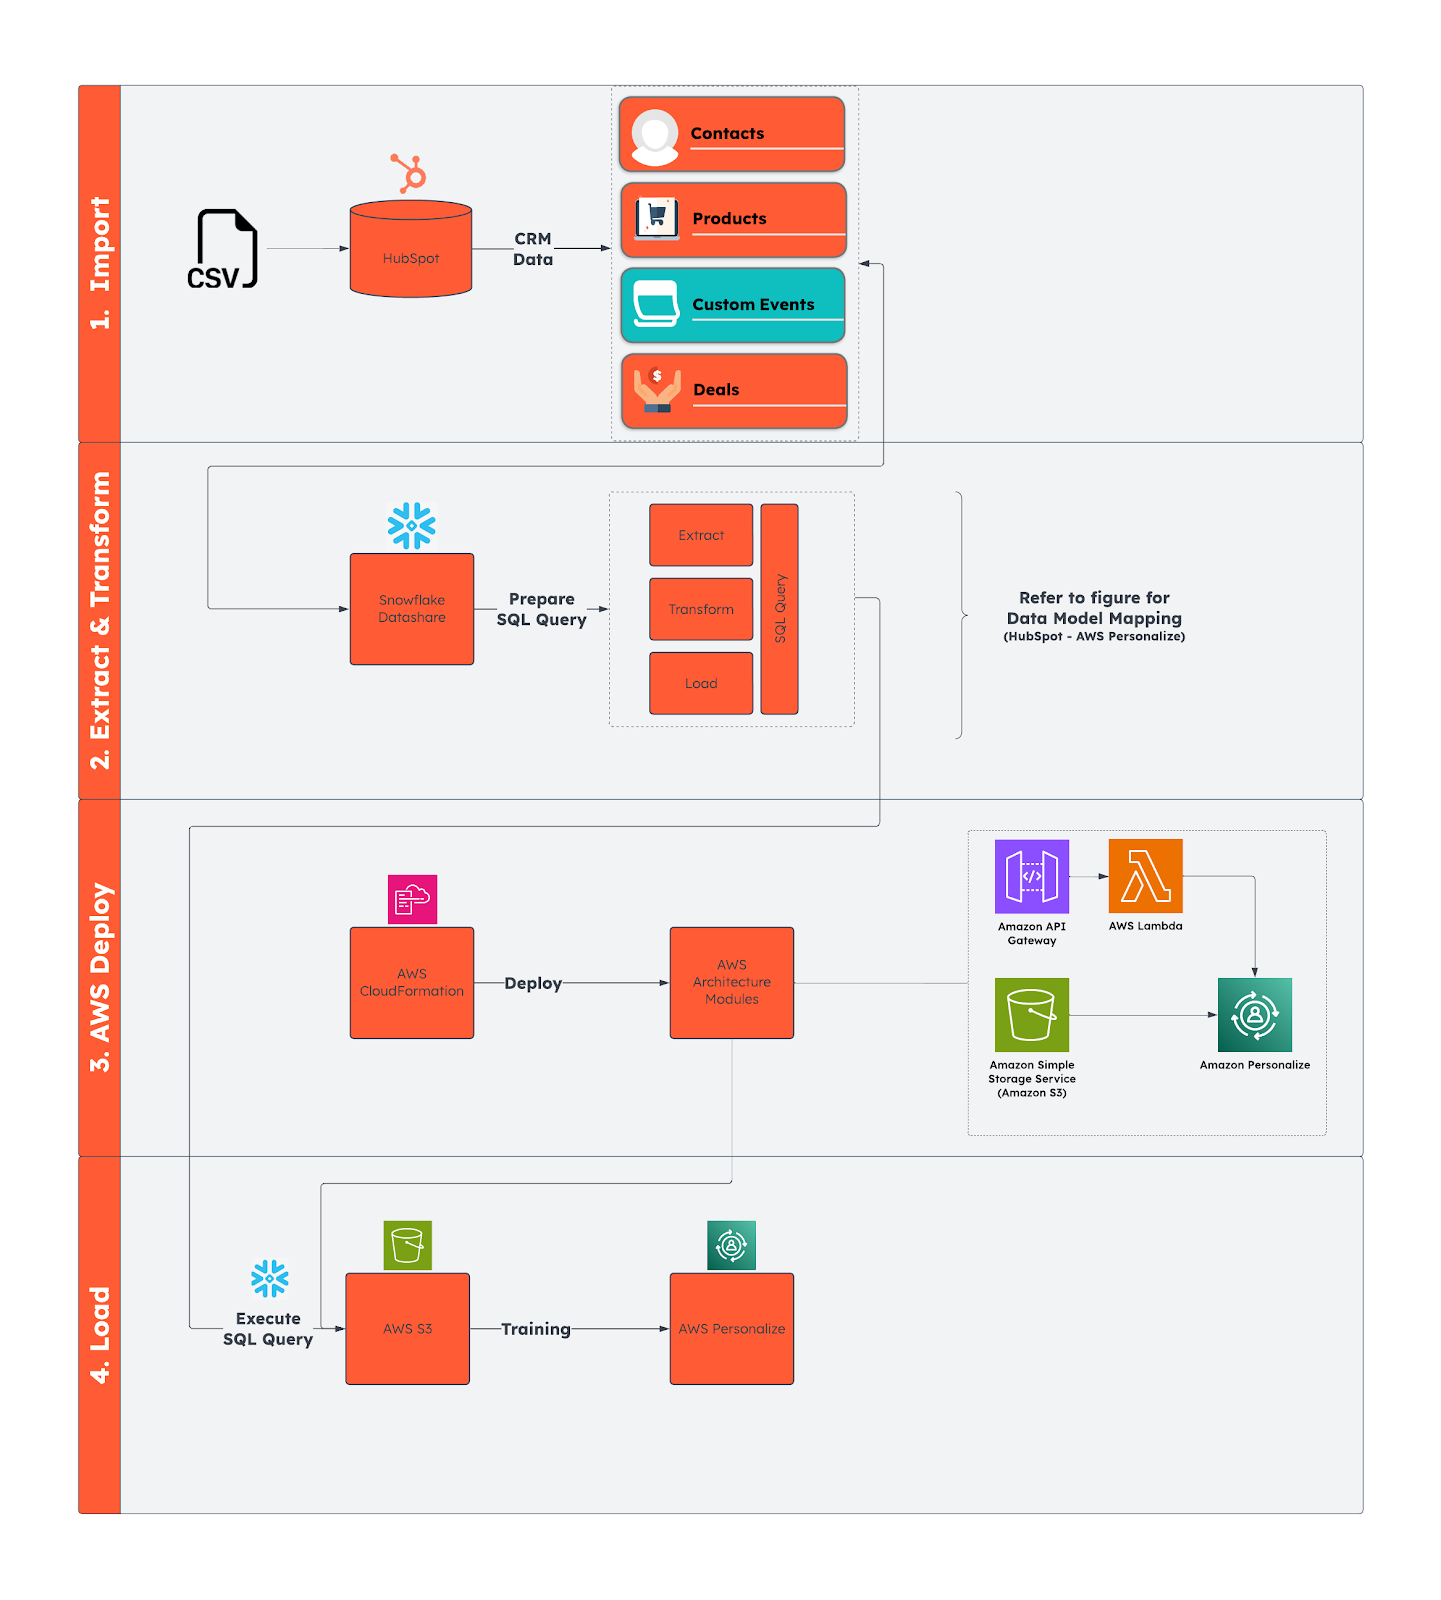 1. Import
CSV
HubSpot
CRM
Data
Contacts
Products
Custom Events
Deals
2. Extract & Transform
Snowflake
Datashare
Prepare
SQL Query
Extract
Transform
Load
SQL Query
Refer to figure for
Data Model Mapping
(HubSpot - AWS Personalize)
3. AWS Deploy
AWS
CloudFormation
Deploy
AWS
Architecture
Modules
</>
Amazon API
Gateway
AWS Lambda
Amazon Simple
Storage Service
(Amazon S3)
Amazon Personalize
4. Load
Execute
SQL Query
AWS S3
Training
AWS Personalize